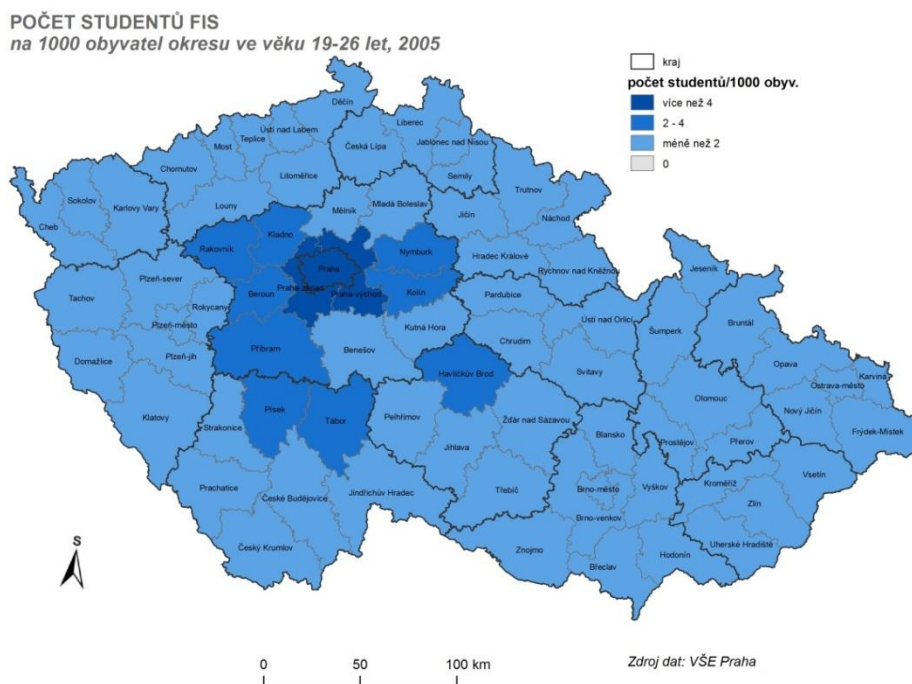 POČET STUDENTŮ FIS
na 1000 obyvatel okresu ve věku 19-26 let, 2005
kraj
počet studentů/1000 obyv.
více než 4
2 - 4
méně než 2
0
Děčín
Liberec
Ústí nad Labem
Teplice
Most
Česká Lípa
Jablonec nad Nisou
Chomutov
Litoměřice
Semily
Trutnov
Sokolov
Karlovy Vary
Louny
Mělník
Mladá Boleslav
Jičín
Náchod
Cheb
Rakovník
Kladno
Nymburk
Hradec Králové
Rychnov nad Kněžnou
Jeseník
Praha
Plzeň-sever
Praha-západ
Praha-východ
Kolín
Pardubice
Tachov
Rokycany
Beroun
Ústí nad Orlicí
Bruntál
Plzeň-město
Kutná Hora
Chrudim
Šumperk
Domažlice
Plzeň-jih
Příbram
Benešov
Havlíčkův Brod
Svitavy
Opava
Karviná
Ostrava-město
Olomouc
Klatovy
Strakonice
Písek
Tábor
Pelhřimov
Žďár nad Sázavou
Nový Jičín
Frýdek-Místek
Jihlava
Blansko
Prostějov
Přerov
Vsetín
Prachatice
České Budějovice
Jindřichův Hradec
Třebíč
Brno-město
Vyškov
Kroměříž
Zlín
Brno-venkov
Uherské Hradiště
Český Krumlov
Znojmo
Hodonín
Břeclav
S
0 50 100 km
Zdroj dat: VŠE Praha